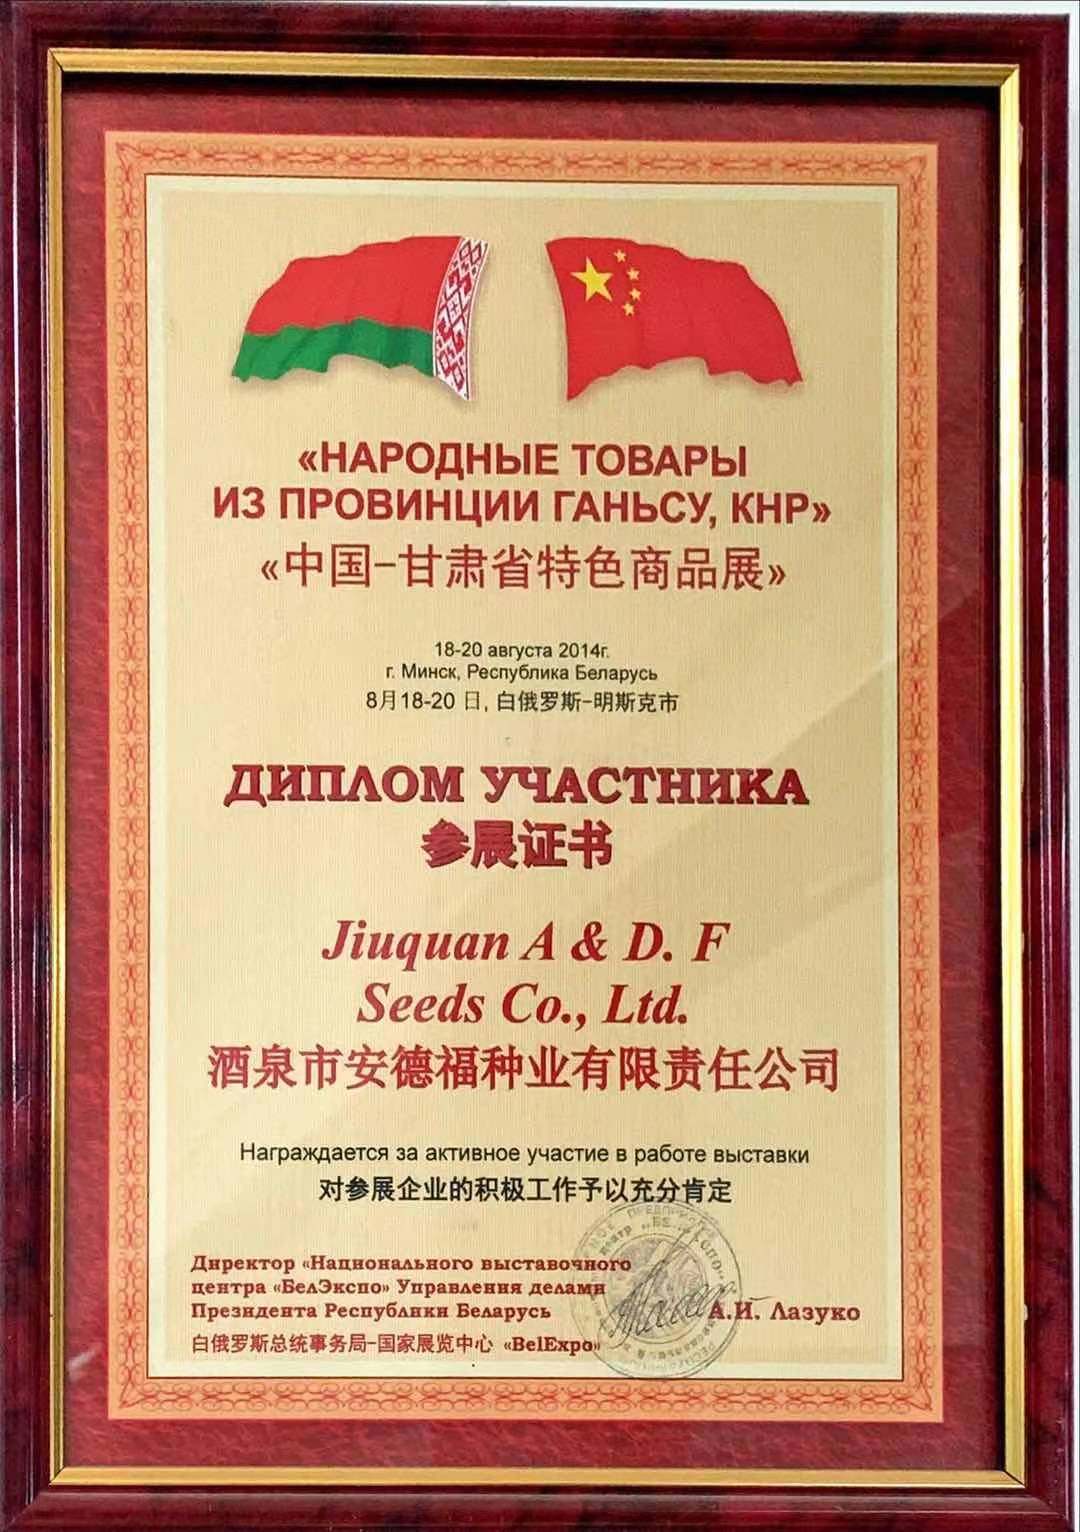 «НАРОДНЫЕ ТОВАРЫ
ИЗ ПРОВИНЦИИ ГАНЬСУ, КНР»
«中国-甘肃省特色商品展»
18-20 августа 2014г.
г. Минск, Республика Беларусь
8月18-20 日, 白俄罗斯-明斯克市
ДИПЛОМ УЧАСТНИКА
参展证书
Jiuquan A & D. F
Seeds Co., Ltd.
酒泉市安德福种业有限责任公司
Награждается за активное участие в работе выставки
对参展企业的积极工作予以充分肯定
Директор «Национального выставочного
центра «БелЭкспо» Управления делами
Президента Республики Беларусь
А.И. Лазуко
白俄罗斯总统事务局-国家展览中心 «BelExpo»